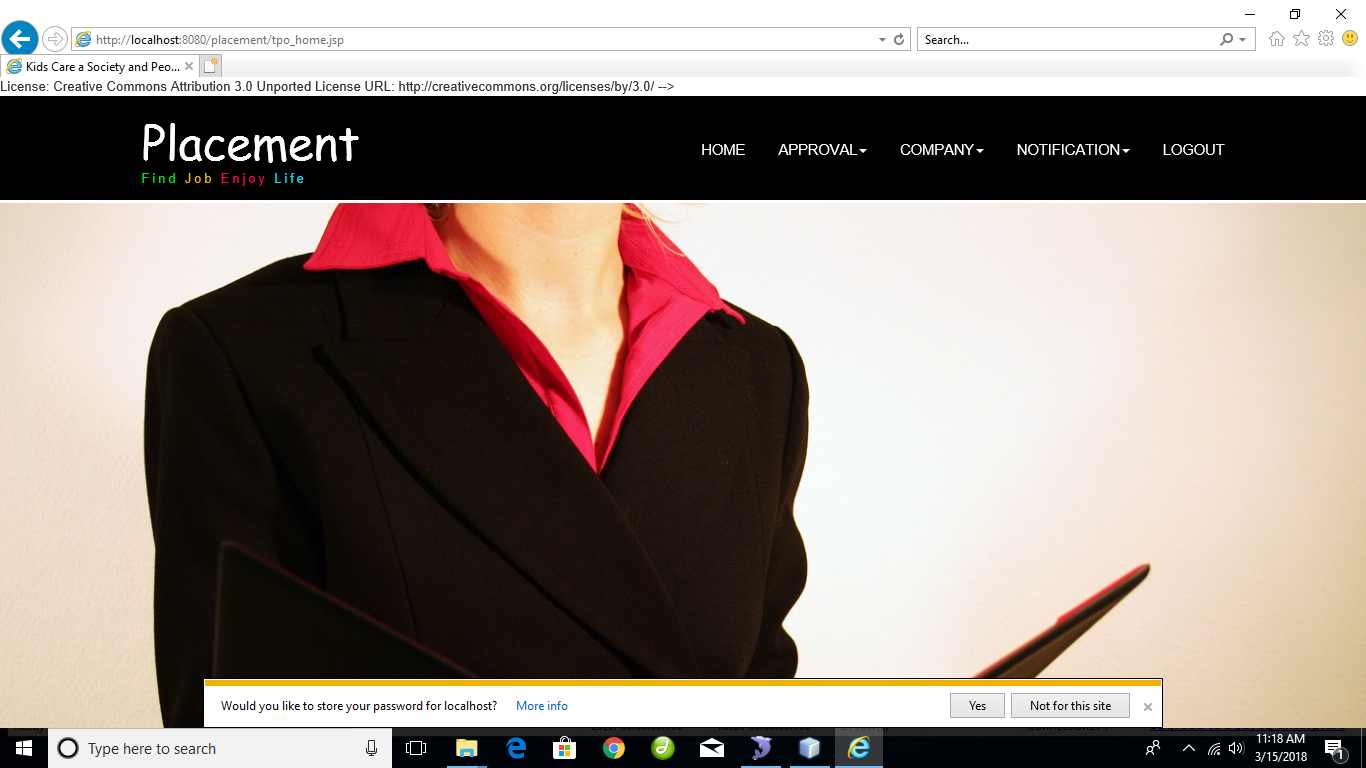 http://localhost:8080/placement/tpo_home.jsp
Search...
Kids Care a Society and Peo...
License: Creative Commons Attribution 3.0 Unported License URL: http://creativecommons.org/licenses/by/3.0/ -->
Placement
Find Job Enjoy Life
HOME APPROVAL COMPANY NOTIFICATION LOGOUT
Would you like to store your password for localhost? More info Yes Not for this site
Type here to search
11:18 AM
3/15/2018
1